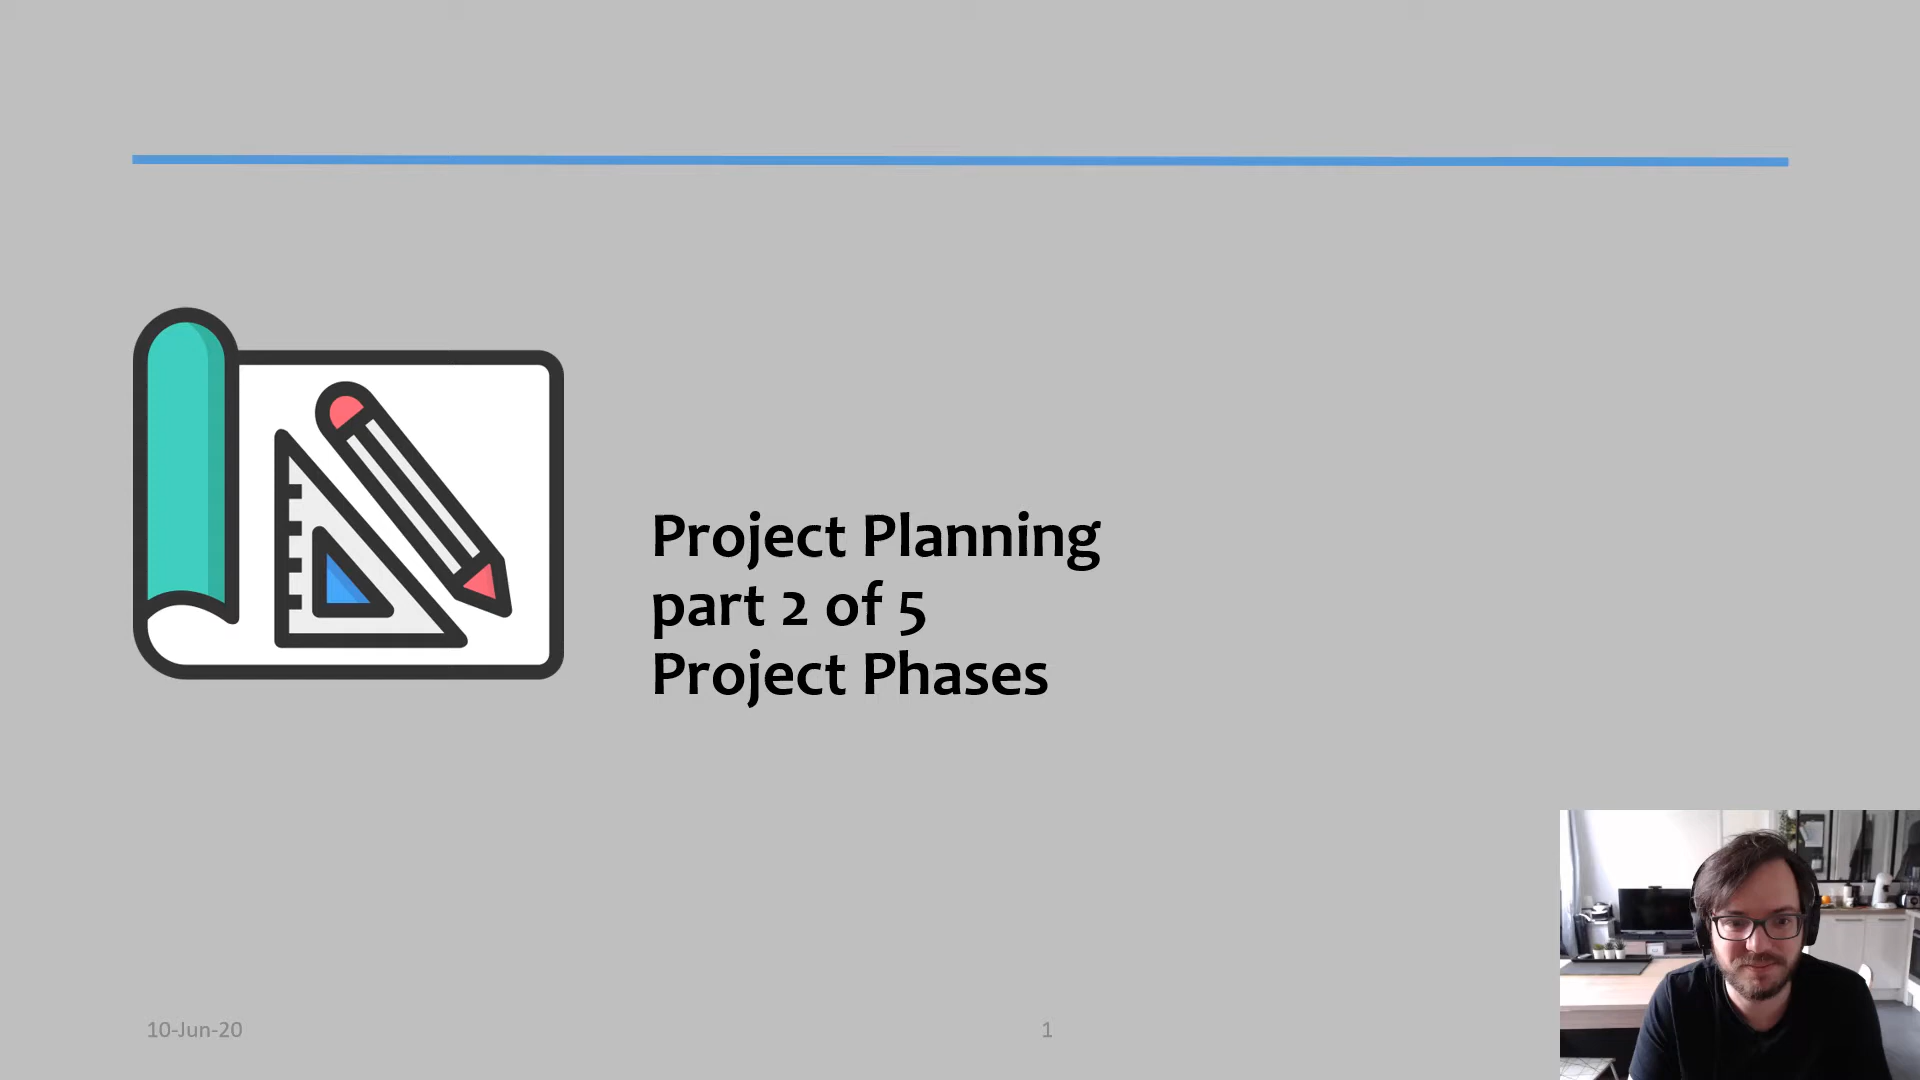 Project Planning
part 2 of 5
Project Phases
10-Jun-20
1